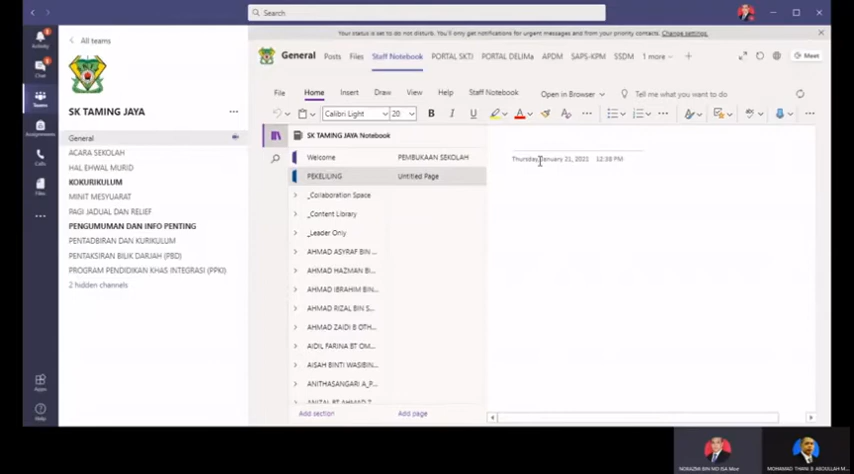 Search
Your status is set to do not disturb. You'll only get notifications for urgent messages and from your priority contacts. Change settings.
Activity
Chat
Teams
Assignments
Calls
Files
Apps
Help
All teams
SK TAMING JAYA
General
ACARA SEKOLAH
HAL EHWAL MURID
KOKURIKULUM
MINIT MESYUARAT
PAGI JADUAL DAN RELIEF
PENGUMUMAN DAN INFO PENTING
PENTADBIRAN DAN KURIKULUM
PENTAKSIRAN BILIK DARJAH (PBD)
PROGRAM PENDIDIKAN KHAS INTEGRASI (PPKI)
2 hidden channels
General Posts Files Staff Notebook PORTAL SKTJ PORTAL DELIMa APDM SAPS-KPM SSDM 1 more
Meet
File Home Insert Draw View Help Staff Notebook Open in Browser Tell me what you want to do
Calibri Light 20 B I U
SK TAMING JAYA Notebook
Welcome PEMBUKAAN SEKOLAH
PEKELILING Untitled Page
_Collaboration Space
_Content Library
_Leader Only
AHMAD ASYRAF BIN ...
AHMAD HAZMAN BI...
AHMAD IBRAHIM BIN...
AHMAD RIZAL BIN S...
AHMAD ZAIDI B OTH...
AIDIL FARINA BT OM...
AISAH BINTI WASIBIN...
ANITHASANGARI A_P...
Add section Add page
Thursday, January 21, 2021 12:38 PM